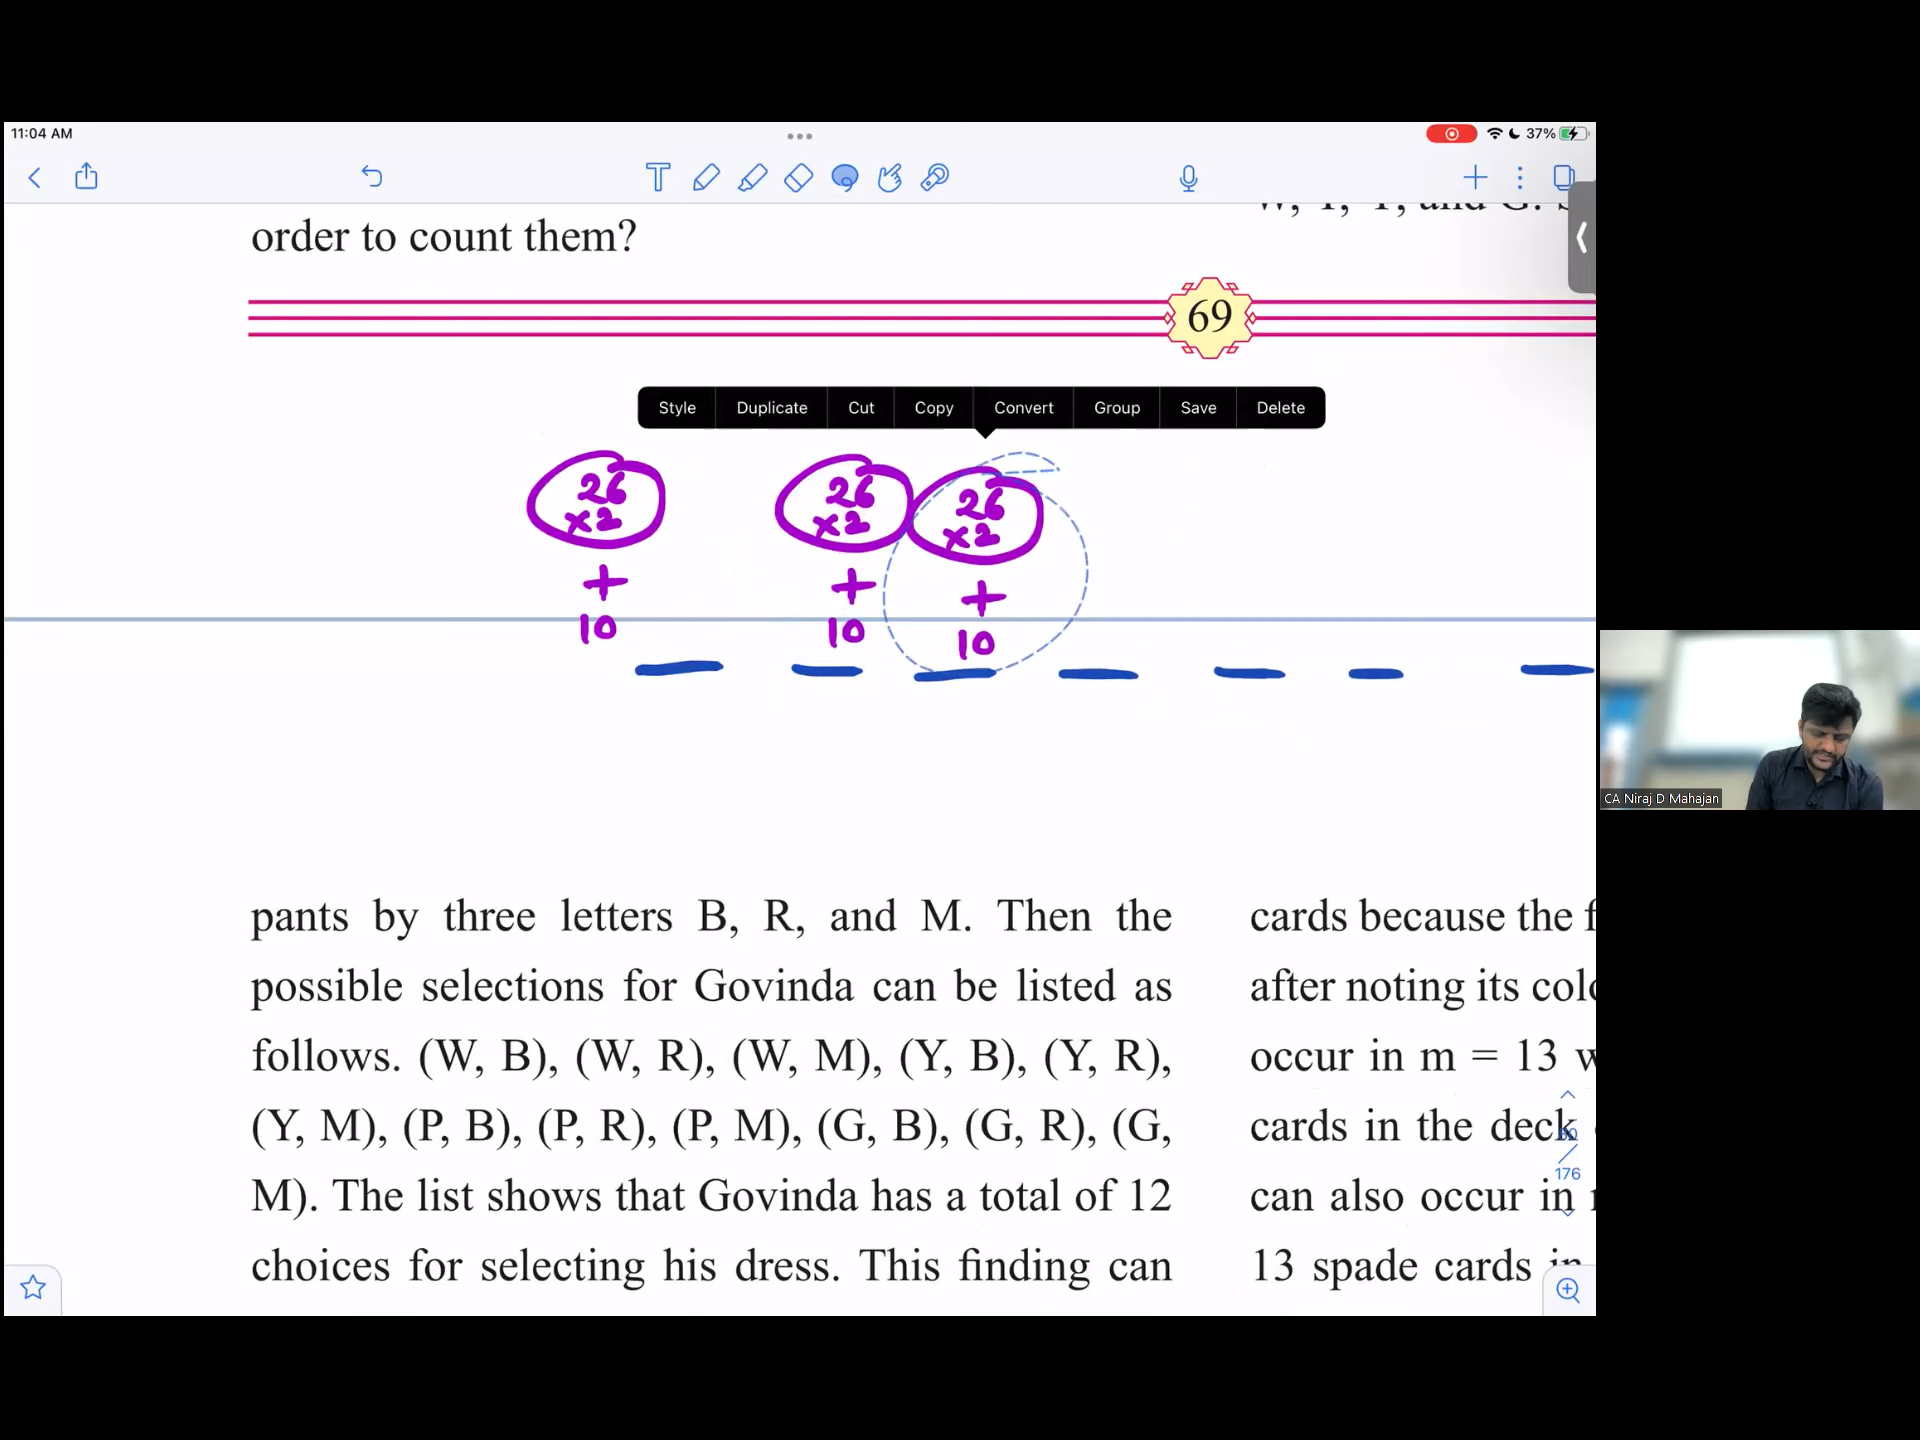 11:04 AM
37%
order to count them?
W, Y, P, and G. S
69
Style Duplicate Cut Copy Convert Group Save Delete
26 26 26
×2 ×2 ×2
+ + +
10 10 10
CA Niraj D Mahajan
pants by three letters B, R, and M. Then the
possible selections for Govinda can be listed as
follows. (W, B), (W, R), (W, M), (Y, B), (Y, R),
(Y, M), (P, B), (P, R), (P, M), (G, B), (G, R), (G,
M). The list shows that Govinda has a total of 12
choices for selecting his dress. This finding can
cards because the f
after noting its colo
occur in m = 13 w
cards in the deck
can also occur in
13 spade cards in
176